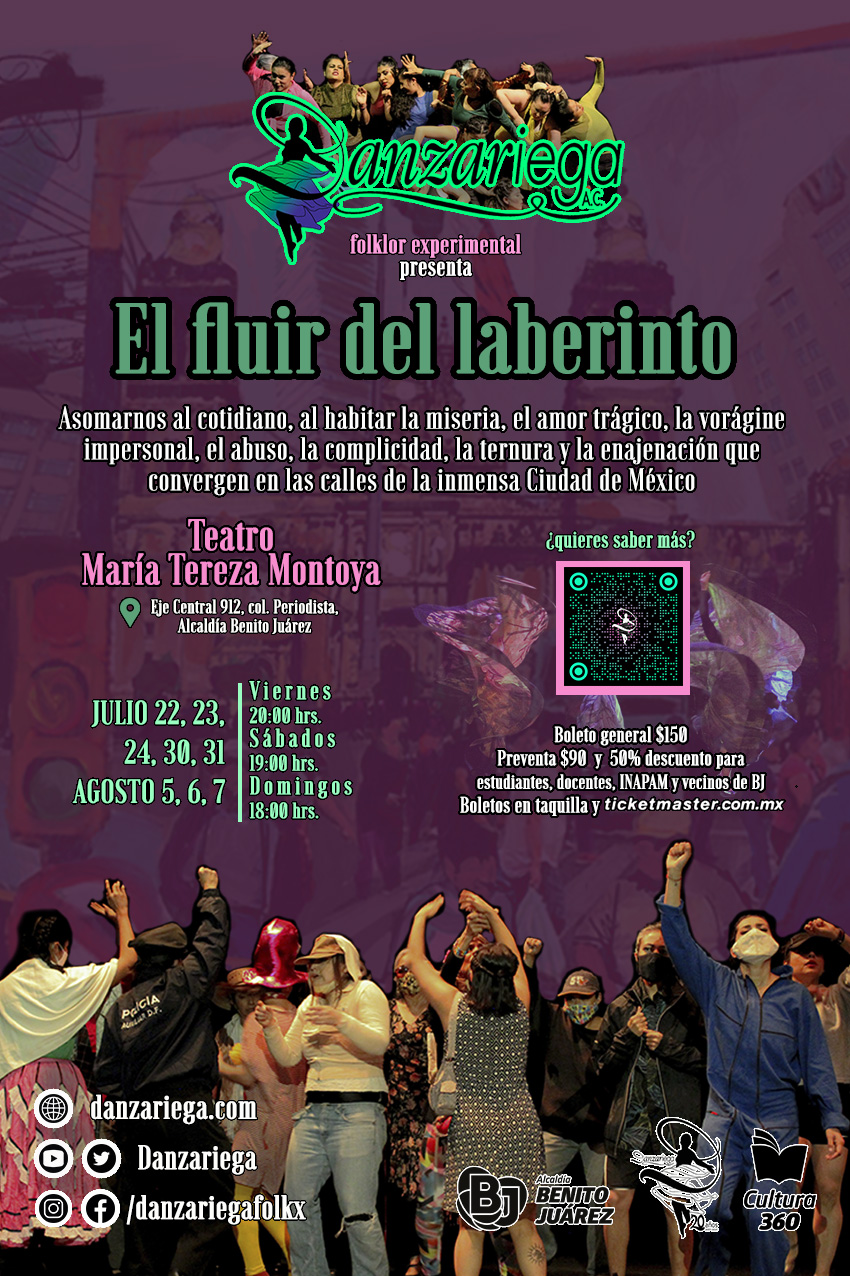 Danzariega
A.C.
folklor experimental
presenta
El fluir del laberinto
Asomarnos al cotidiano, al habitar la miseria, el amor trágico, la vorágine
impersonal, el abuso, la complicidad, la ternura y la enajenación que
convergen en las calles de la inmensa Ciudad de México
Teatro
María Tereza Montoya
Eje Central 912, col. Periodista,
Alcaldía Benito Juárez
JULIO 22, 23,
24, 30, 31
AGOSTO 5, 6, 7
Viernes
20:00 hrs.
Sábados
19:00 hrs.
Domingos
18:00 hrs.
¿quieres saber más?
Boleto general $150
Preventa $90 y 50% descuento para
estudiantes, docentes, INAPAM y vecinos de BJ
Boletos en taquilla y ticketmaster.com.mx
POLICIA
AUXILIAR D.F.
danzariega.com
Danzariega
/danzariegafolkx
BJ
Alcaldía
BENITO
JUÁREZ
Danzariega
20 años
Cultura
360